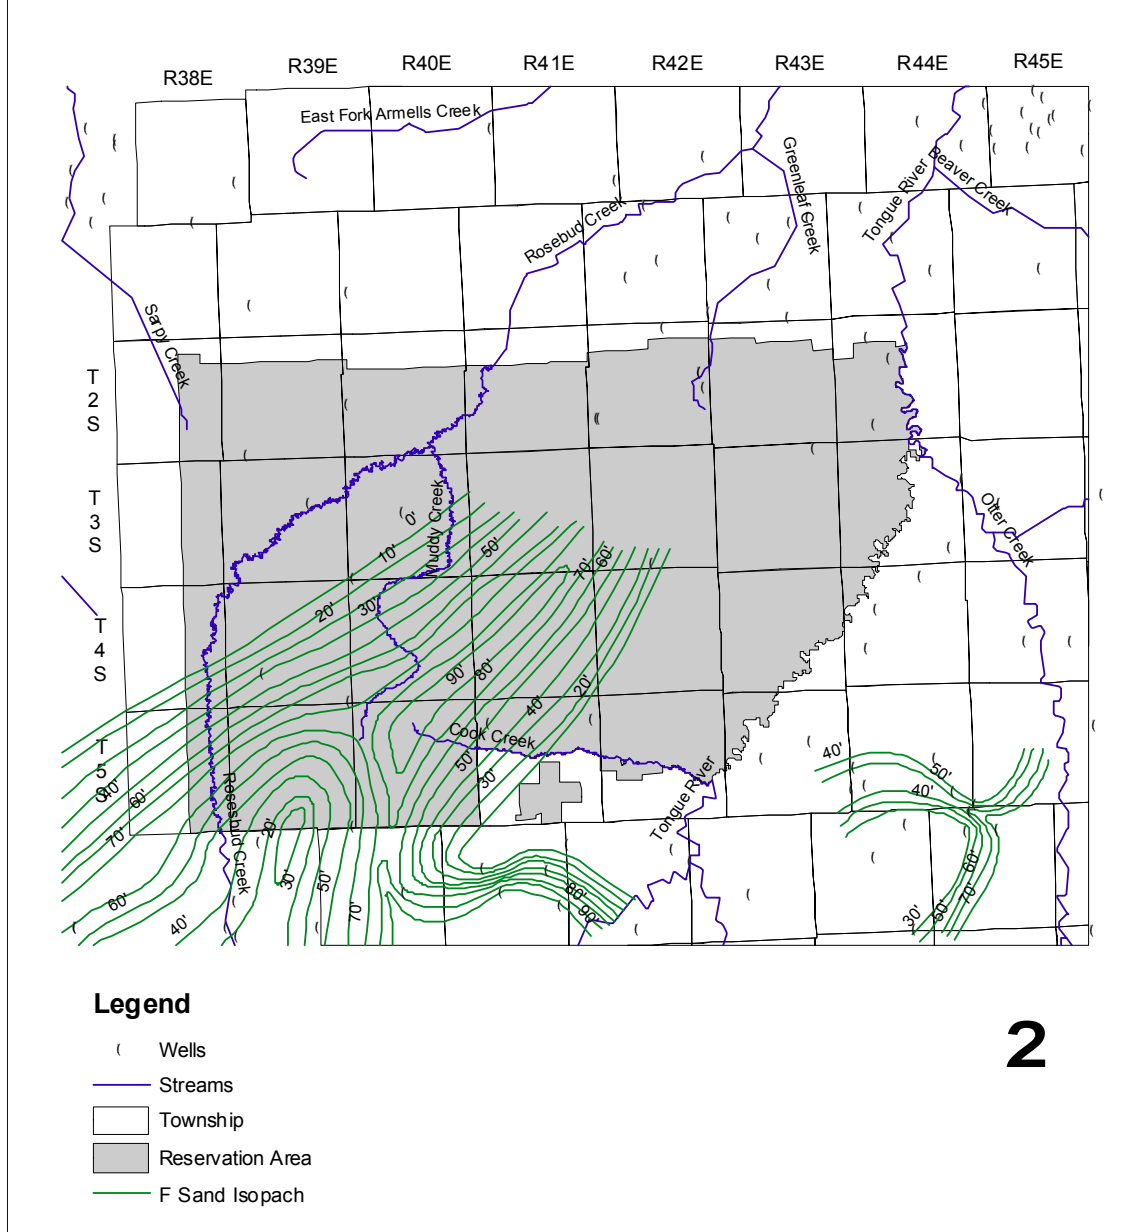 R38E
R39E
R40E
R41E
R42E
R43E
R44E
R45E
East Fork Armells Creek
Greenleaf Creek
Tongue River
Beaver Creek
Rosebud Creek
Sarpy Creek
T
2
S
T
3
S
Muddy Creek
0'
10'
50'
Otter Creek
70'
60'
20'
30'
T
4
S
90'
80'
20'
40'
Cook Creek
T
5
S
40'
60'
70'
50'
30'
Tongue River
40'
50'
40'
Rosesbud Creek
20'
30'
50'
70'
60'
40'
80'
90'
60'
70'
50'
30'
Legend
Wells
Streams
Township
Reservation Area
F Sand Isopach
2